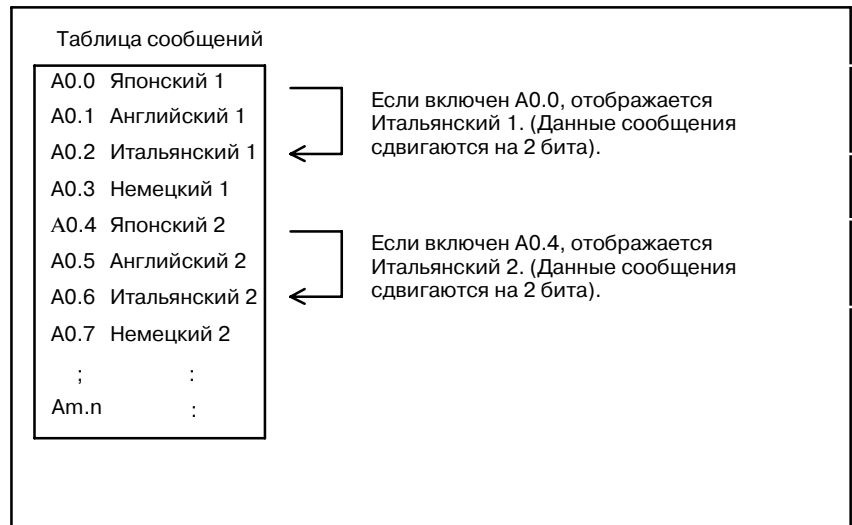 Таблица сообщений
A0.0 Японский 1
A0.1 Английский 1
A0.2 Итальянский 1
A0.3 Немецкий 1
A0.4 Японский 2
A0.5 Английский 2
A0.6 Итальянский 2
A0.7 Немецкий 2
; :
Am.n :
Если включен A0.0, отображается
Итальянский 1. (Данные сообщения
сдвигаются на 2 бита).
Если включен A0.4, отображается
Итальянский 2. (Данные сообщения
сдвигаются на 2 бита).